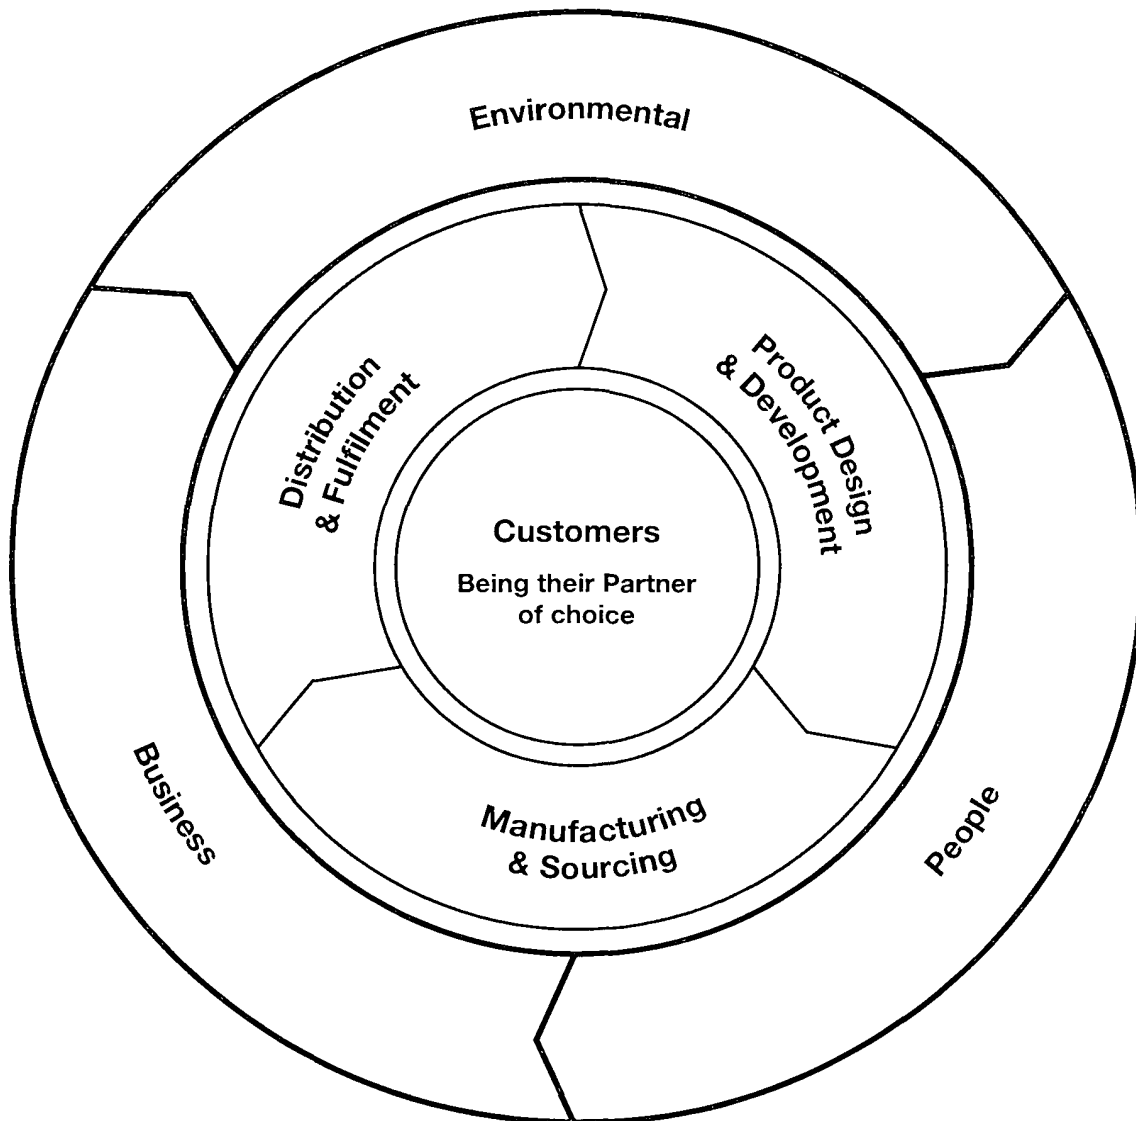 Environmental
Product Design
& Development
Distribution
& Fulfilment
Customers
Being their Partner
of choice
Manufacturing
& Sourcing
Business
People